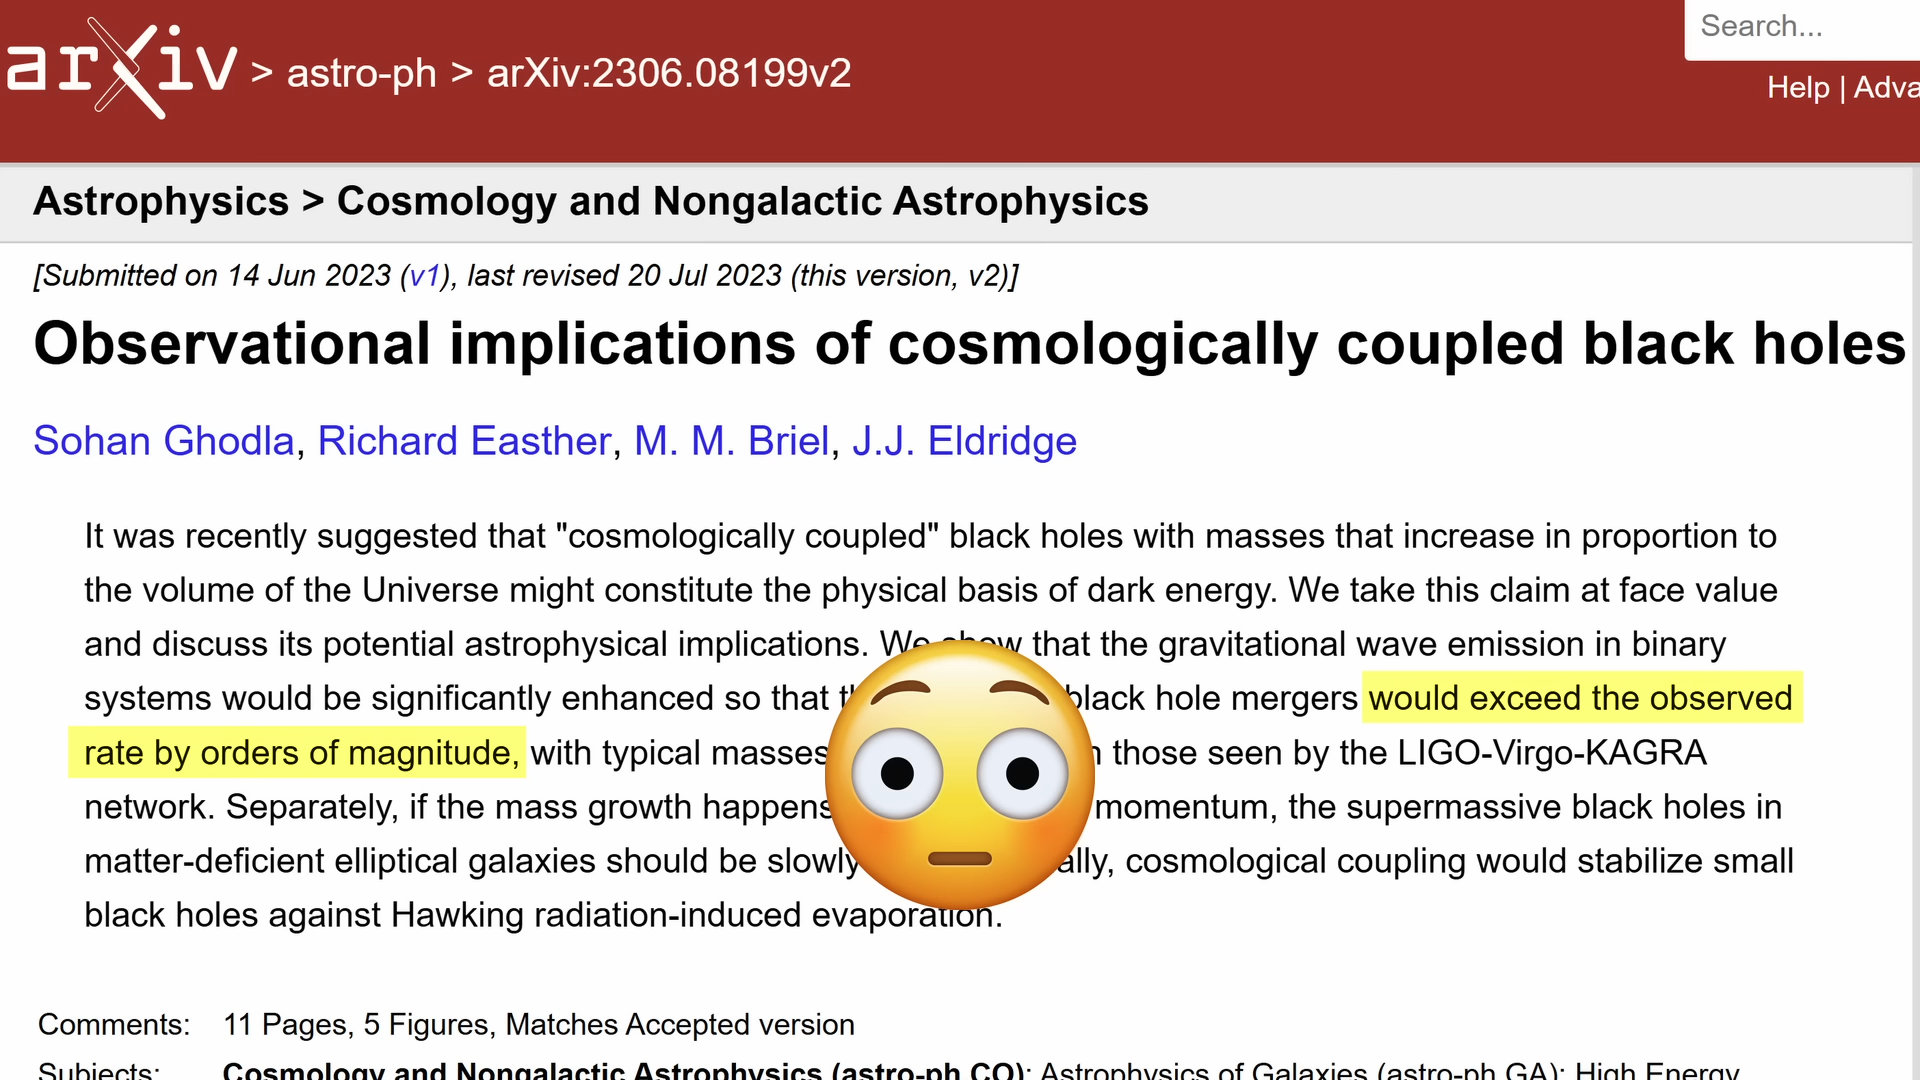 Search...
arXiv > astro-ph > arXiv:2306.08199v2
Help | Adva
Astrophysics > Cosmology and Nongalactic Astrophysics
[Submitted on 14 Jun 2023 (v1), last revised 20 Jul 2023 (this version, v2)]
Observational implications of cosmologically coupled black holes
Sohan Ghodla, Richard Easther, M. M. Briel, J.J. Eldridge
It was recently suggested that "cosmologically coupled" black holes with masses that increase in proportion to
the volume of the Universe might constitute the physical basis of dark energy. We take this claim at face value
and discuss its potential astrophysical implications. We show that the gravitational wave emission in binary
systems would be significantly enhanced so that black hole mergers would exceed the observed
rate by orders of magnitude, with typical masses those seen by the LIGO-Virgo-KAGRA
network. Separately, if the mass growth happens momentum, the supermassive black holes in
matter-deficient elliptical galaxies should be slowly ally, cosmological coupling would stabilize small
black holes against Hawking radiation-induced evaporation.
Comments: 11 Pages, 5 Figures, Matches Accepted version
Subjects: Cosmology and Nongalactic Astrophysics (astro-ph.CO); Astrophysics of Galaxies (astro-ph.GA); High Energy